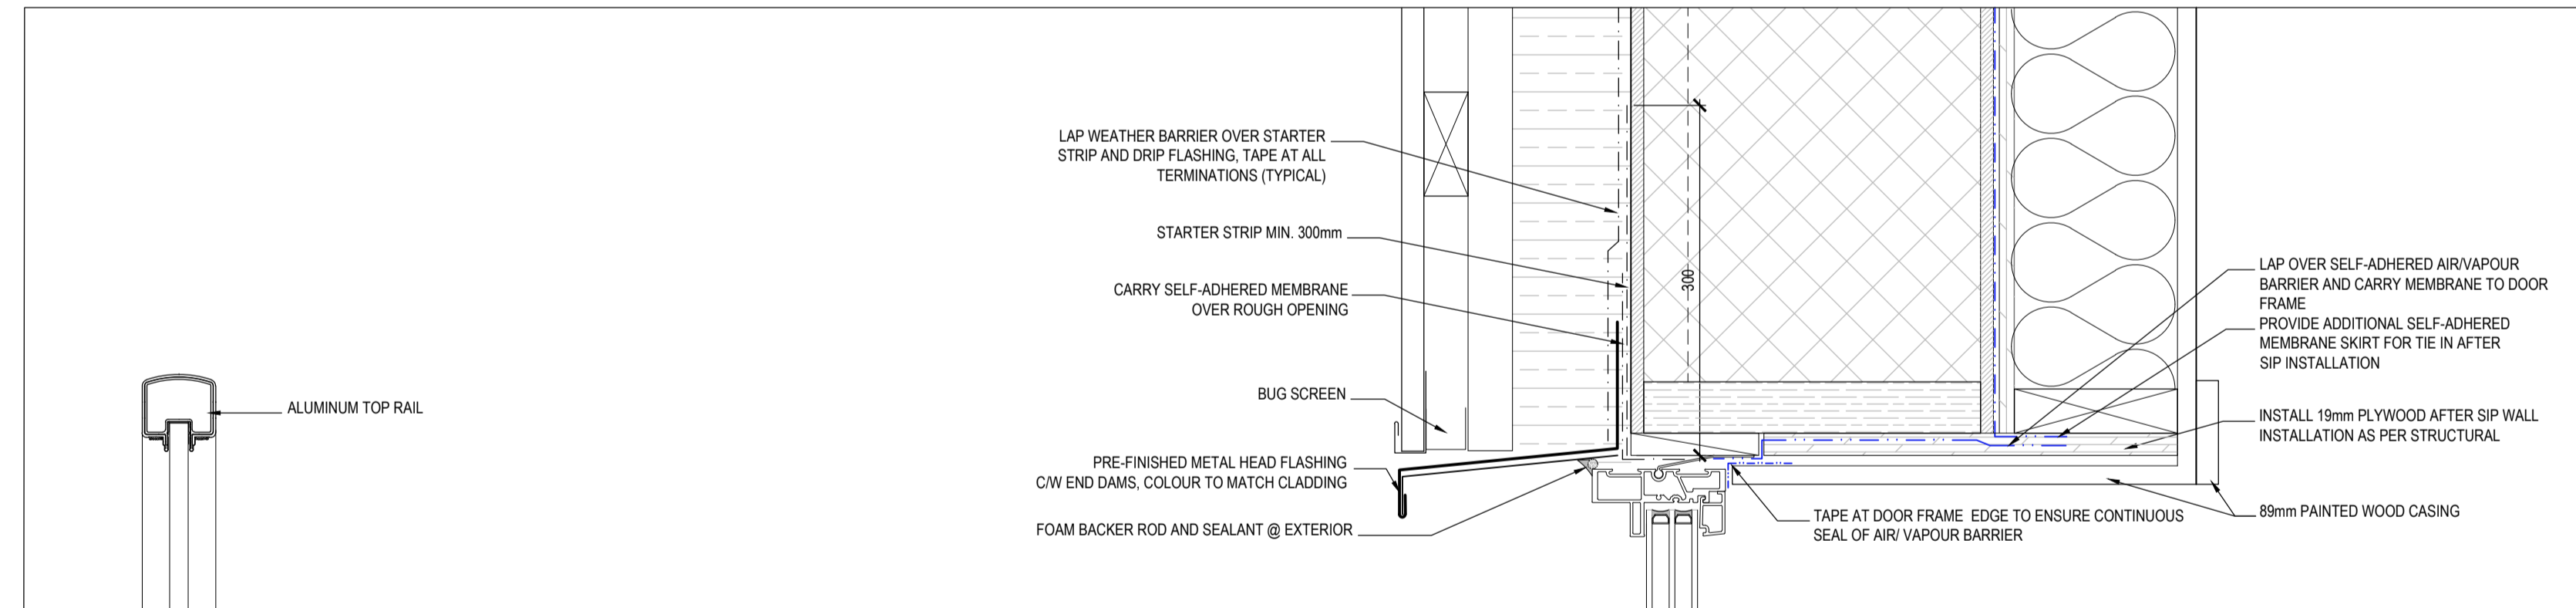 LAP WEATHER BARRIER OVER STARTER
STRIP AND DRIP FLASHING, TAPE AT ALL
TERMINATIONS (TYPICAL)
STARTER STRIP MIN. 300mm
CARRY SELF-ADHERED MEMBRANE
OVER ROUGH OPENING
BUG SCREEN
PRE-FINISHED METAL HEAD FLASHING
C/W END DAMS, COLOUR TO MATCH CLADDING
FOAM BACKER ROD AND SEALANT @ EXTERIOR
ALUMINUM TOP RAIL
300
LAP OVER SELF-ADHERED AIR/VAPOUR
BARRIER AND CARRY MEMBRANE TO DOOR
FRAME
PROVIDE ADDITIONAL SELF-ADHERED
MEMBRANE SKIRT FOR TIE IN AFTER
SIP INSTALLATION
INSTALL 19mm PLYWOOD AFTER SIP WALL
INSTALLATION AS PER STRUCTURAL
89mm PAINTED WOOD CASING
TAPE AT DOOR FRAME  EDGE TO ENSURE CONTINUOUS
SEAL OF AIR/ VAPOUR BARRIER